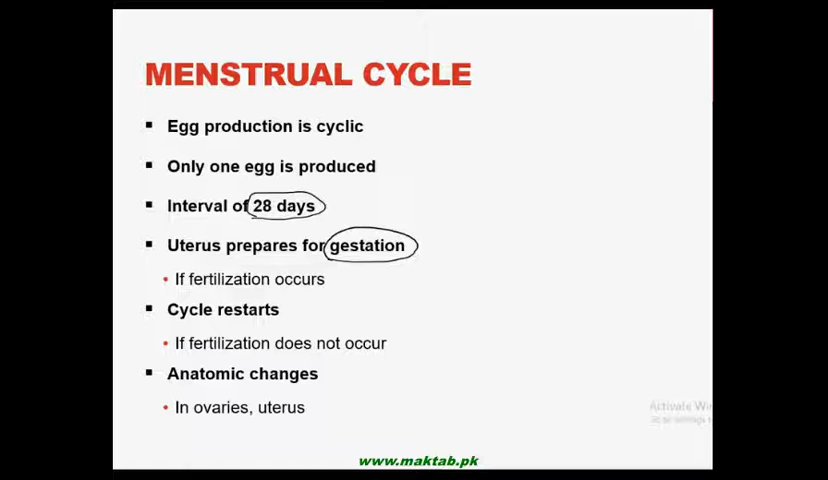 MENSTRUAL CYCLE
Egg production is cyclic
Only one egg is produced
Interval of 28 days
Uterus prepares for gestation
If fertilization occurs
Cycle restarts
If fertilization does not occur
Anatomic changes
In ovaries, uterus
Activate
www.maktab.pk